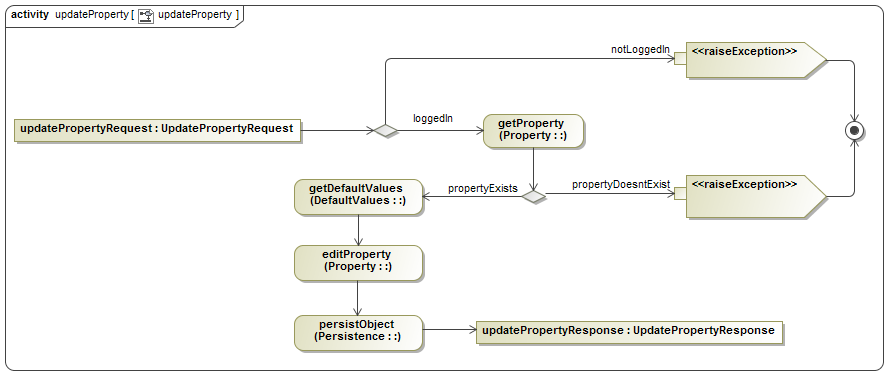 activity updateProperty [ updateProperty ]
notLoggedIn
<<raiseException>>
updatePropertyRequest : UpdatePropertyRequest
loggedIn
getProperty
(Property : :)
getDefaultValues
(DefaultValues : :)
propertyExists
propertyDoesntExist
<<raiseException>>
editProperty
(Property : :)
persistObject
(Persistence : :)
updatePropertyResponse : UpdatePropertyResponse